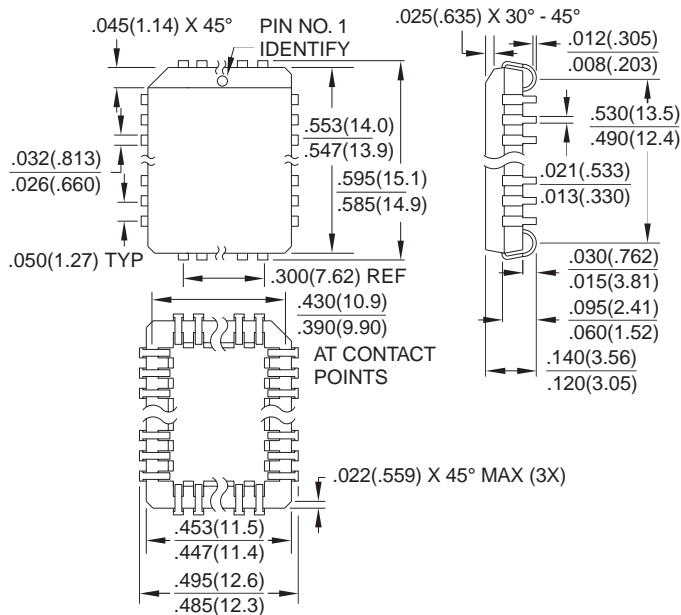 .045(1.14) X 45°
PIN NO. 1
IDENTIFY
.025(.635) X 30° - 45°
.012(.305)
.008(.203)
.553(14.0)
.547(13.9)
.530(13.5)
.490(12.4)
.032(.813)
.026(.660)
.595(15.1)
.585(14.9)
.021(.533)
.013(.330)
.050(1.27) TYP
.300(7.62) REF
.030(.762)
.015(3.81)
.430(10.9)
.390(9.90)
AT CONTACT
POINTS
.095(2.41)
.060(1.52)
.140(3.56)
.120(3.05)
.022(.559) X 45° MAX (3X)
.453(11.5)
.447(11.4)
.495(12.6)
.485(12.3)